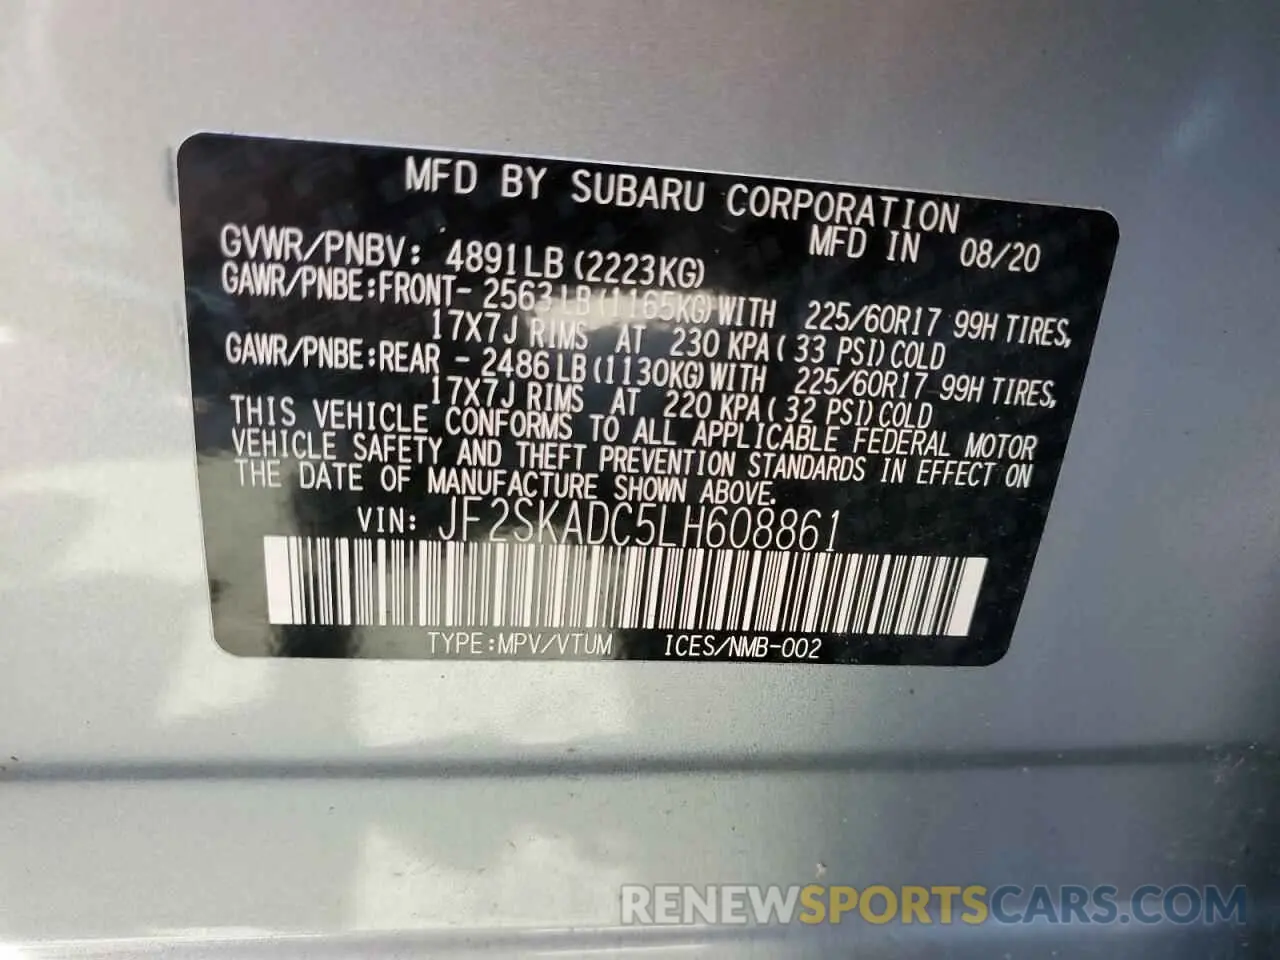 MFD BY SUBARU CORPORATION
MFD IN 08/20
GVWR/PNBV: 4891LB (2223KG)
GAWR/PNBE:FRONT- 2563LB(1165KG)WITH 225/60R17 99H TIRES,
17X7J RIMS AT 230 KPA( 33 PSI)COLD
GAWR/PNBE:REAR - 2486LB(1130KG)WITH 225/60R17 99H TIRES,
17X7J RIMS AT 220 KPA( 32 PSI)COLD
THIS VEHICLE CONFORMS TO ALL APPLICABLE FEDERAL MOTOR
VEHICLE SAFETY AND THEFT PREVENTION STANDARDS IN EFFECT ON
THE DATE OF MANUFACTURE SHOWN ABOVE.
VIN: JF2SKADC5LH608861
TYPE:MPV/VTUM ICES/NMB-002
RENEWSPORTSCARS.COM